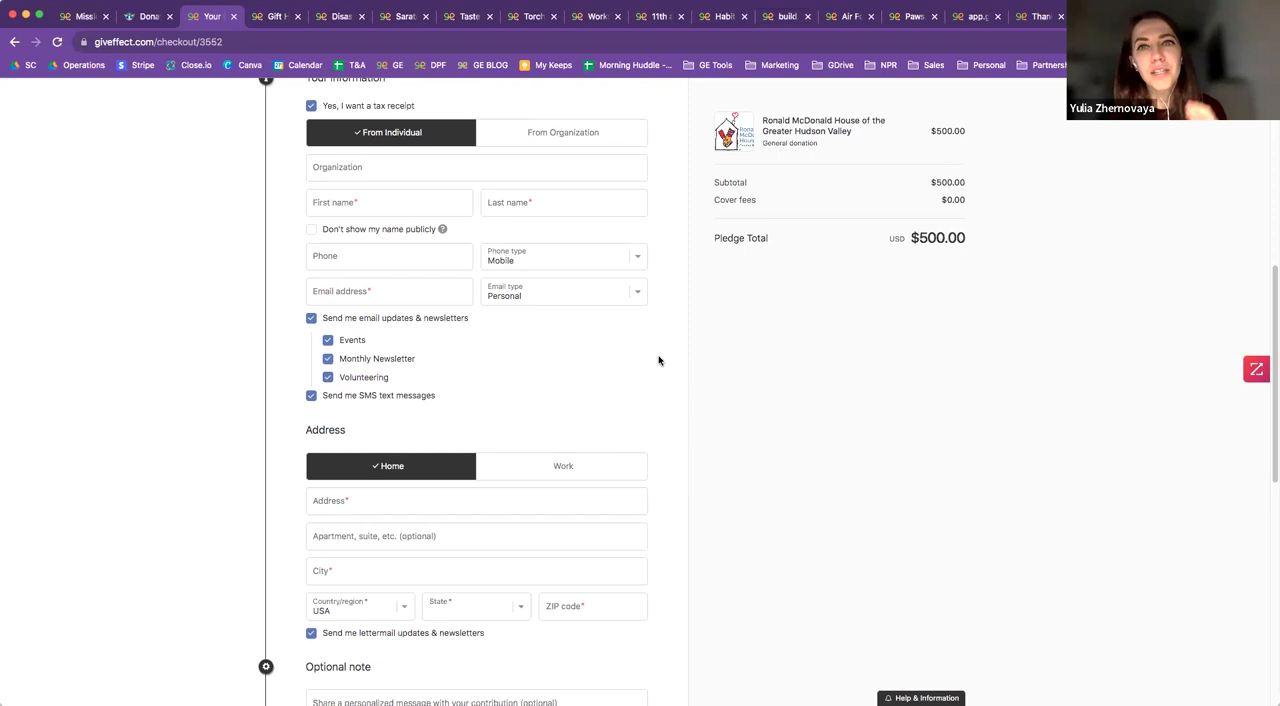 Missi
Dona
Your
Gift H
Disas
Sarat
Taste
Torch
Work
11th a
Habit
build
Air Fo
Paws
app.g
Than
giveffect.com/checkout/3552
SC
Operations
Stripe
Close.io
Canva
Calendar
T&A
GE
DPF
GE BLOG
My Keeps
Morning Huddle -...
GE Tools
Marketing
GDrive
NPR
Sales
Personal
Partnersh
Yulia Zhernovaya
Your information
Yes, I want a tax receipt
✓ From Individual
From Organization
Organization
First name*
Last name*
Don't show my name publicly ?
Phone
Phone type
Mobile
Email address*
Email type
Personal
Send me email updates & newsletters
Events
Monthly Newsletter
Volunteering
Send me SMS text messages
Address
✓ Home
Work
Address*
Apartment, suite, etc. (optional)
City*
Country/region *
USA
State *
ZIP code*
Send me lettermail updates & newsletters
Optional note
Share a personalized message with your contribution (optional)
Ronald McDonald House of the
Greater Hudson Valley
General donation
$500.00
Subtotal
$500.00
Cover fees
$0.00
Pledge Total
USD $500.00
Help & Information